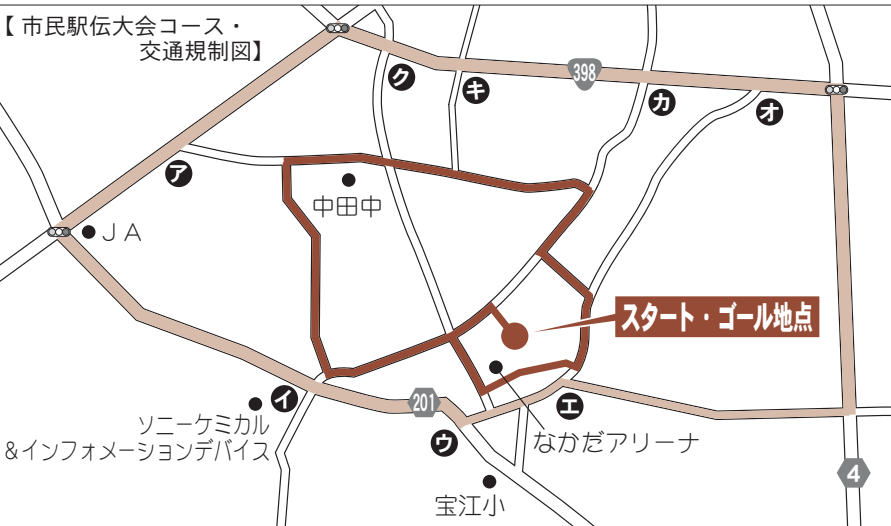 【市民駅伝大会コース・
交通規制図】
398
ク
キ
カ
オ
ア
中田中
JA
スタート・ゴール地点
イ
201
エ
ソニーケミカル
&インフォメーションデバイス
ウ
なかだアリーナ
4
宝江小